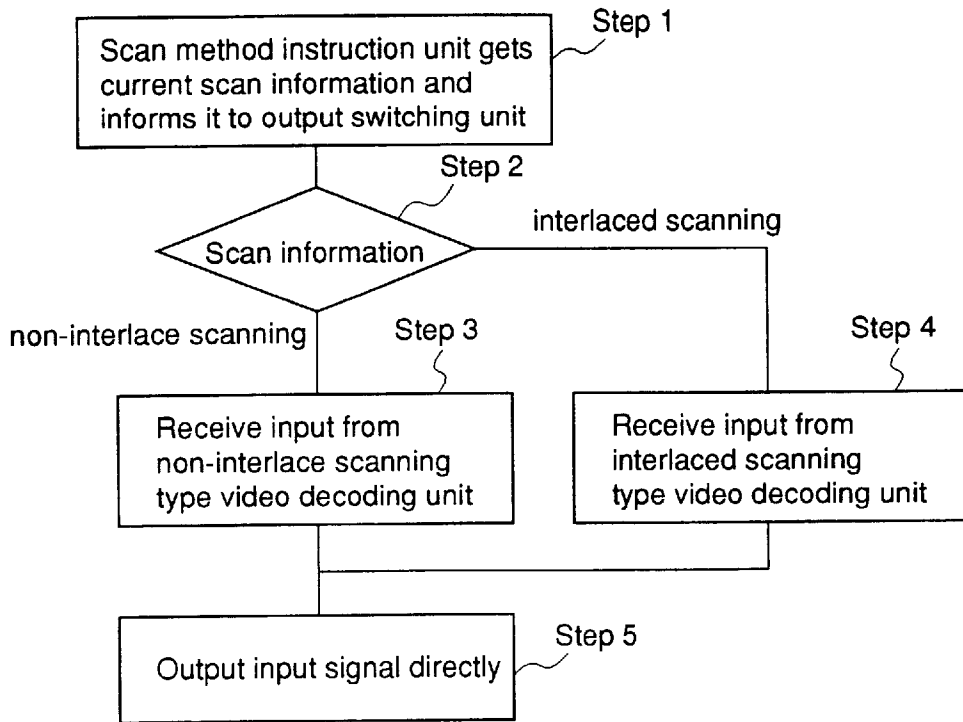 Step 1
Scan method instruction unit gets
current scan information and
informs it to output switching unit
Step 2
Scan information
interlaced scanning
non-interlace scanning
Step 3
Receive input from
non-interlace scanning
type video decoding unit
Step 4
Receive input from
interlaced scanning
type video decoding unit
Step 5
Output input signal directly